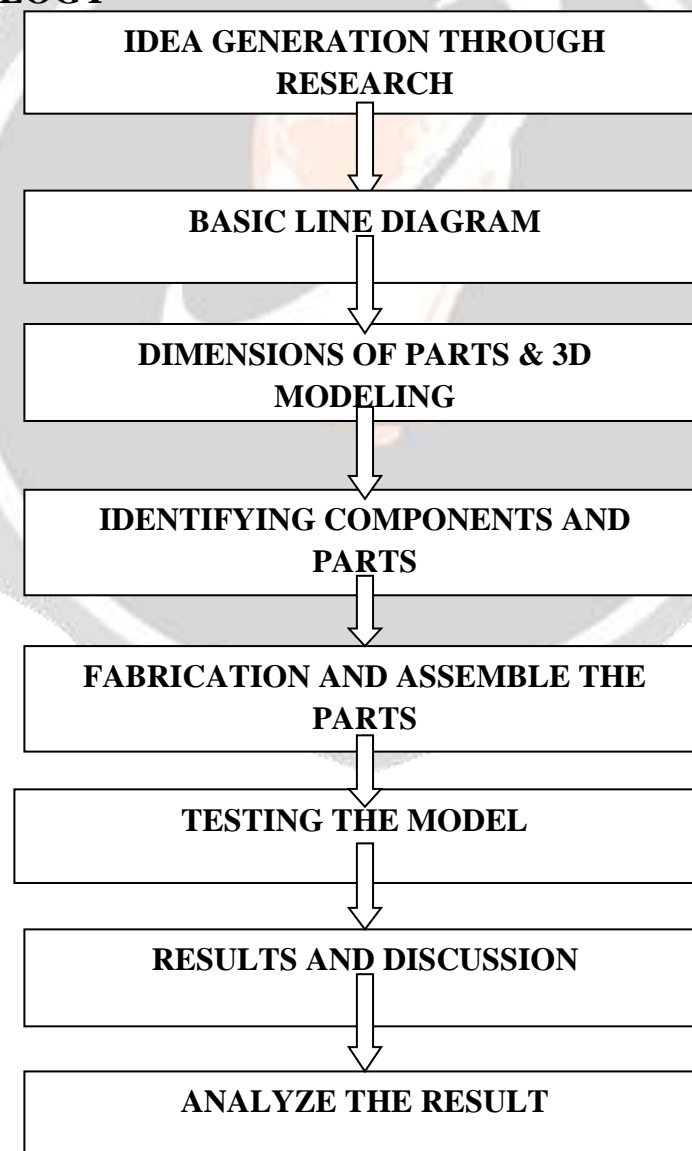 IDEA GENERATION THROUGH
RESEARCH
BASIC LINE DIAGRAM
DIMENSIONS OF PARTS & 3D
MODELING
IDENTIFYING COMPONENTS AND
PARTS
FABRICATION AND ASSEMBLE THE
PARTS
TESTING THE MODEL
RESULTS AND DISCUSSION
ANALYZE THE RESULT